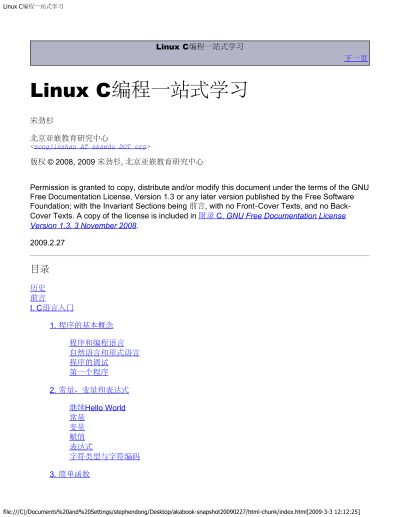 Linux C编程一站式学习
Linux C编程一站式学习
下一页
Linux C编程一站式学习
宋劲杉
北京亚嵌教育研究中心
<songjinshan AT akaedu DOT org>
版权 © 2008, 2009 宋劲杉, 北京亚嵌教育研究中心
Permission is granted to copy, distribute and/or modify this document under the terms of the GNU
Free Documentation License, Version 1.3 or any later version published by the Free Software
Foundation; with the Invariant Sections being 前言, with no Front-Cover Texts, and no Back-
Cover Texts. A copy of the license is included in 附录 C, GNU Free Documentation License
Version 1.3, 3 November 2008.
2009.2.27
目录
历史
前言
I. C语言入门
1. 程序的基本概念
程序和编程语言
自然语言和形式语言
程序的调试
第一个程序
2. 常量、变量和表达式
继续Hello World
常量
变量
赋值
表达式
字符类型与字符编码
3. 简单函数
file:///C|/Documents%20and%20Settings/stephendong/Desktop/akabook-snapshot20090227/html-chunk/index.html[2009-3-3 12:12:25]